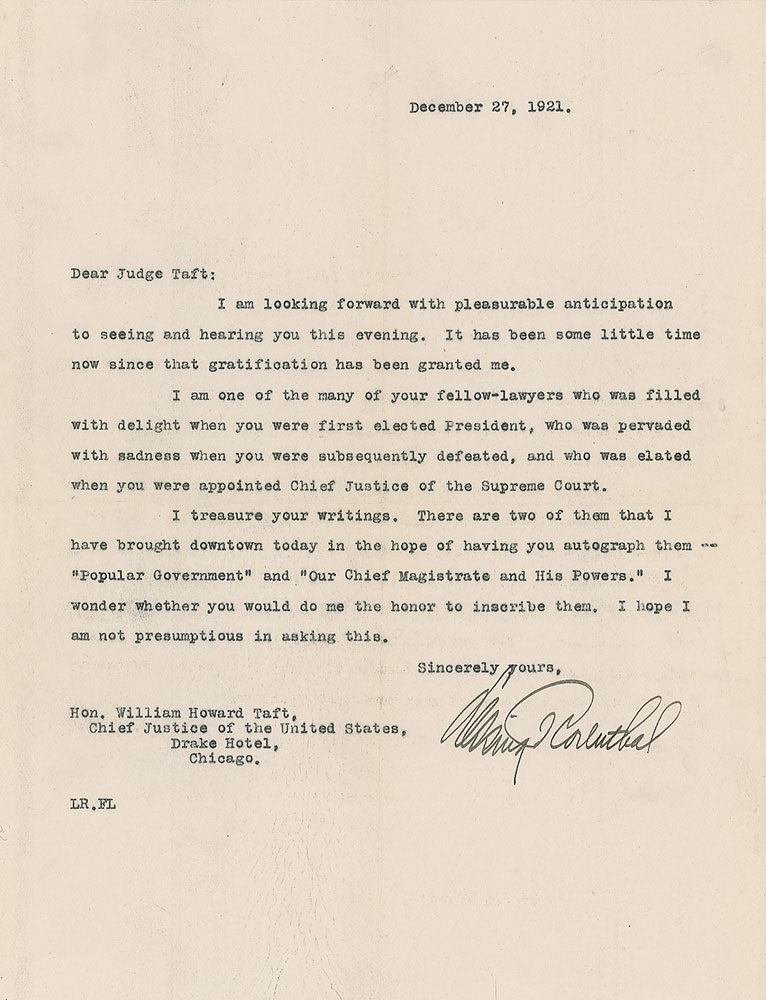 December 27, 1921.
Dear Judge Taft:
I am looking forward with pleasurable anticipation
to seeing and hearing you this evening. It has been some little time
now since that gratification has been granted me.
I am one of the many of your fellow-lawyers who was filled
with delight when you were first elected President, who was pervaded
with sadness when you were subsequently defeated, and who was elated
when you were appointed Chief Justice of the Supreme Court.
I treasure your writings. There are two of them that I
have brought downtown today in the hope of having you autograph them --
"Popular Government" and "Our Chief Magistrate and His Powers." I
wonder whether you would do me the honor to inscribe them. I hope I
am not presumptious in asking this.
Sincerely yours,
Rosenthal
Hon. William Howard Taft,
Chief Justice of the United States,
Drake Hotel,
Chicago.
LR.FL